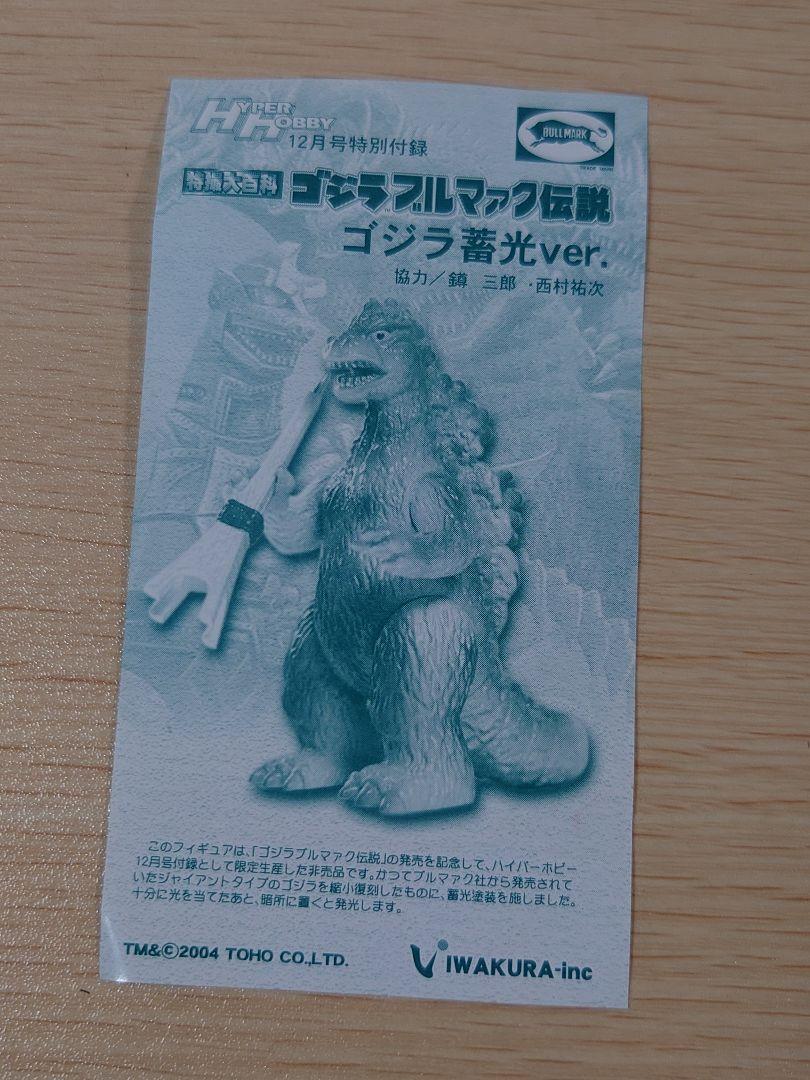 HYPER HOBBY
12月号特別付録
BULLMARK
TRADE MARK
特撮大百科 ゴジラブルマァク伝説
ゴジラ蓄光ver.
協力／鐏 三郎・西村祐次
このフィギュアは、「ゴジラブルマァク伝説」の発売を記念して、ハイパーホビー
12月号付録として限定生産した非売品です。かつてブルマァク社から発売されて
いたジャイアントタイプのゴジラを縮小復刻したものに、蓄光塗装を施しました。
十分に光を当てたあと、暗所に置くと発光します。
TM&©2004 TOHO CO.,LTD.
IWAKURA-inc